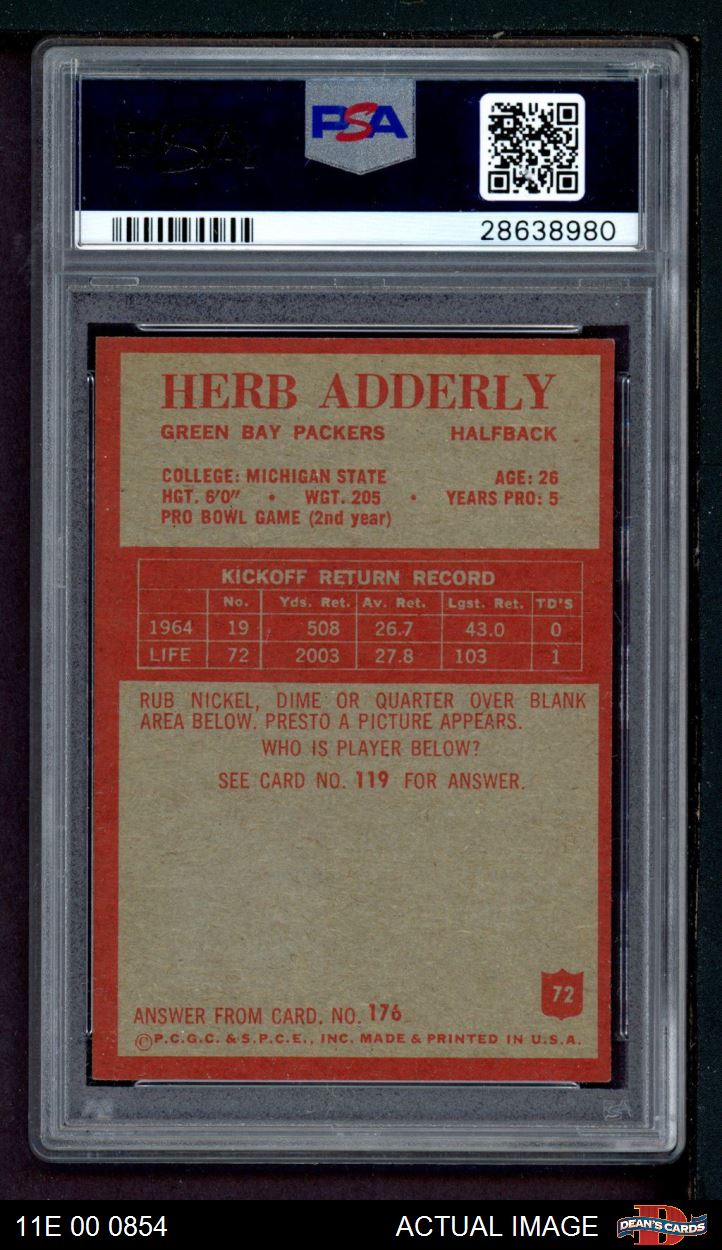 PSA
28638980
HERB ADDERLY
GREEN BAY PACKERS HALFBACK
COLLEGE: MICHIGAN STATE AGE: 26
HGT. 6'0" • WGT. 205 • YEARS PRO: 5
PRO BOWL GAME (2nd year)
KICKOFF RETURN RECORD
No. Yds. Ret. Av. Ret. Lgst. Ret. TD'S
1964 19 508 26.7 43.0 0
LIFE 72 2003 27.8 103 1
RUB NICKEL, DIME OR QUARTER OVER BLANK
AREA BELOW. PRESTO A PICTURE APPEARS.
WHO IS PLAYER BELOW?
SEE CARD NO. 119 FOR ANSWER.
72
ANSWER FROM CARD. NO. 176
©P.C.G.C. & S.P.C.E., INC. MADE & PRINTED IN U.S.A.
11E 00 0854 ACTUAL IMAGE D DEAN'S CARDS